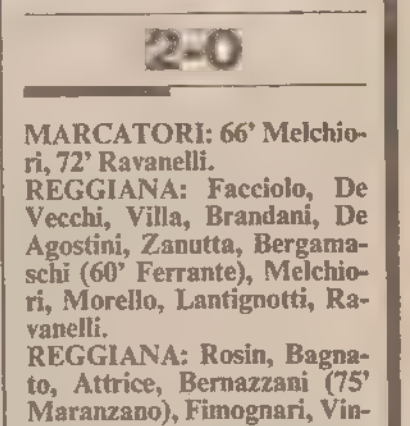 2-0
MARCATORI: 66' Melchio-
ri, 72' Ravanelli.
REGGIANA: Facciolo, De
Vecchi, Villa, Brandani, De
Agostini, Zanutta, Bergama-
schi (60' Ferrante), Melchio-
ri, Morello, Lantignotti, Ra-
vanelli.
REGGIANA: Rosin, Bagna-
to, Attrice, Bernazzani (75'
Maranzano), Fimognari, Vin-